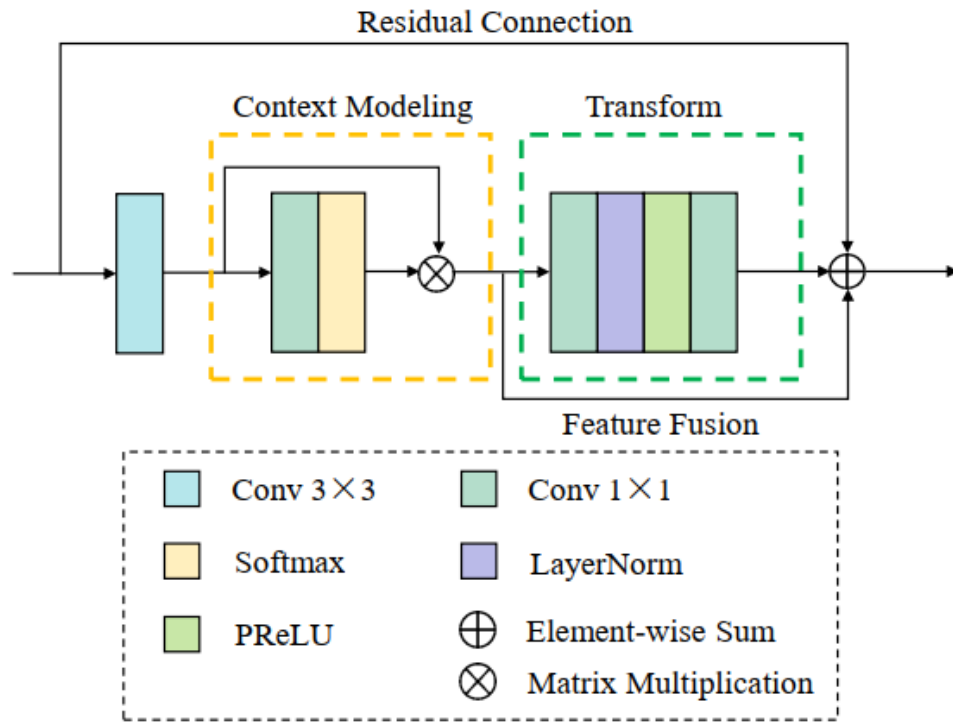 Residual Connection
Context Modeling
Transform
Feature Fusion
Conv 3×3
Conv 1×1
Softmax
LayerNorm
PReLU
Element-wise Sum
Matrix Multiplication